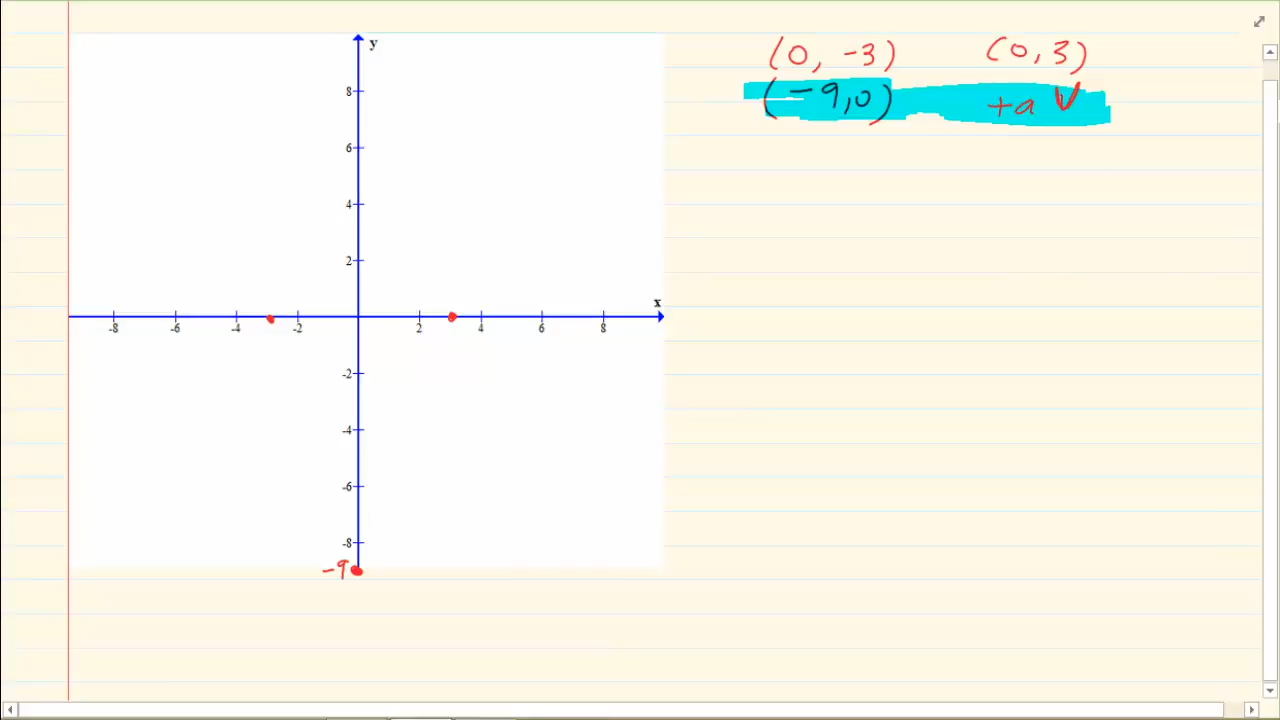 (0, -3) (0, 3)
(-9,0) +a
y
8
6
4
2
x
-8 -6 -4 -2 2 4 6 8
-2
-4
-6
-8
-9